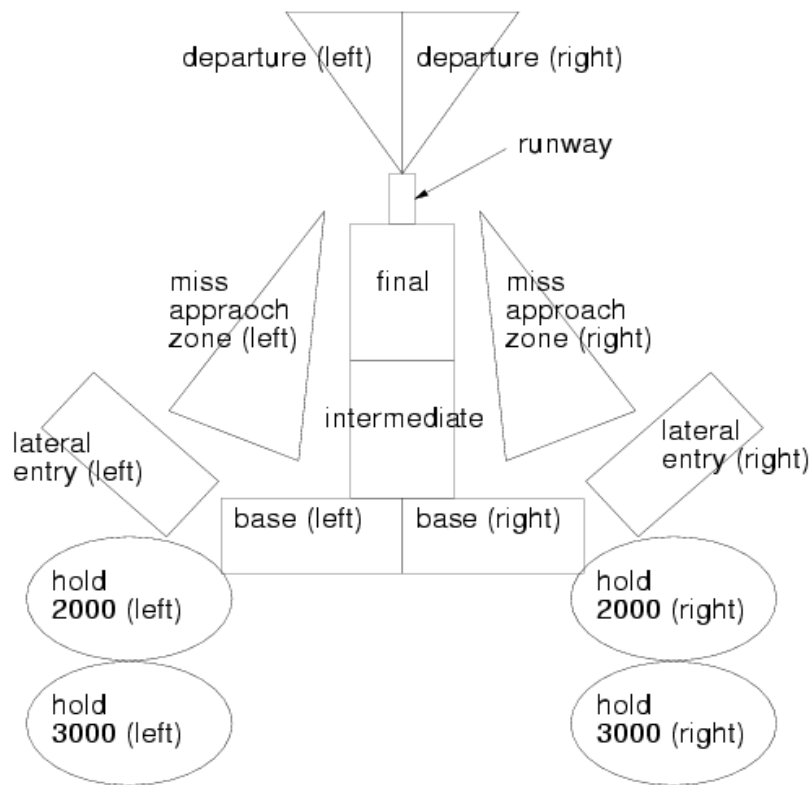 departure (left)
departure (right)
runway
final
miss
appraoch
zone (left)
miss
approach
zone (right)
intermediate
lateral
entry (left)
lateral
entry (right)
base (left)
base (right)
hold
2000 (left)
hold
2000 (right)
hold
3000 (left)
hold
3000 (right)